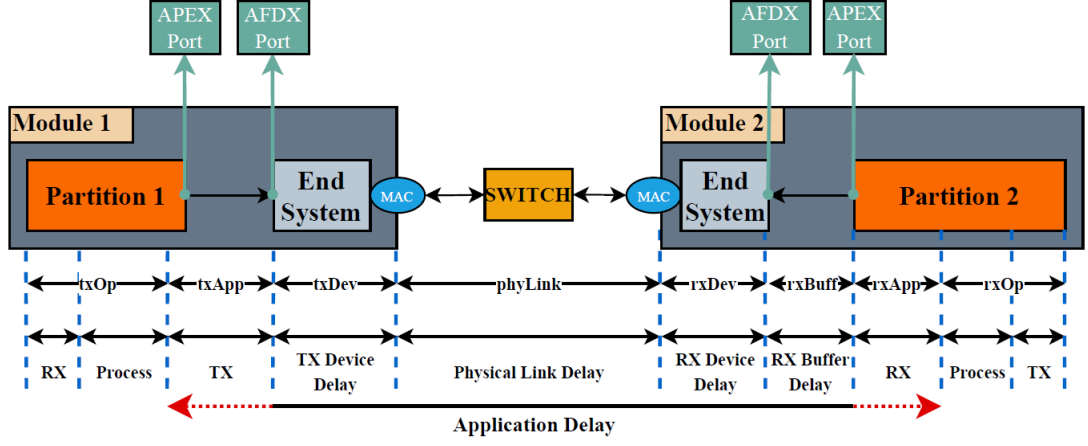 APEX
Port
AFDX
Port
AFDX
Port
APEX
Port
Module 1
Module 2
Partition 1
End
System
MAC
SWITCH
MAC
End
System
Partition 2
txOp
txApp
txDev
phyLink
rxDev
rxBuff
rxApp
rxOp
RX
Process
TX
TX Device
Delay
Physical Link Delay
RX Device
Delay
RX Buffer
Delay
RX
Process
TX
Application Delay